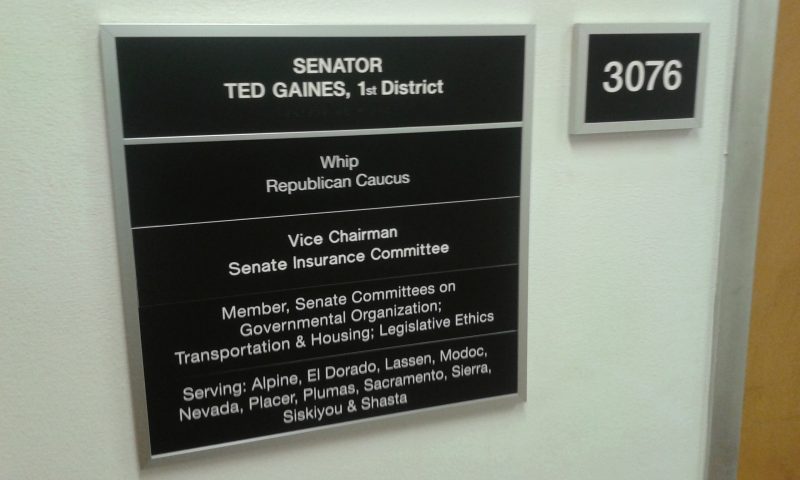 SENATOR
TED GAINES, 1st District
3076
Whip
Republican Caucus
Vice Chairman
Senate Insurance Committee
Member, Senate Committees on
Governmental Organization;
Transportation & Housing; Legislative Ethics
Serving: Alpine, El Dorado, Lassen, Modoc,
Nevada, Placer, Plumas, Sacramento, Sierra,
Siskiyou & Shasta